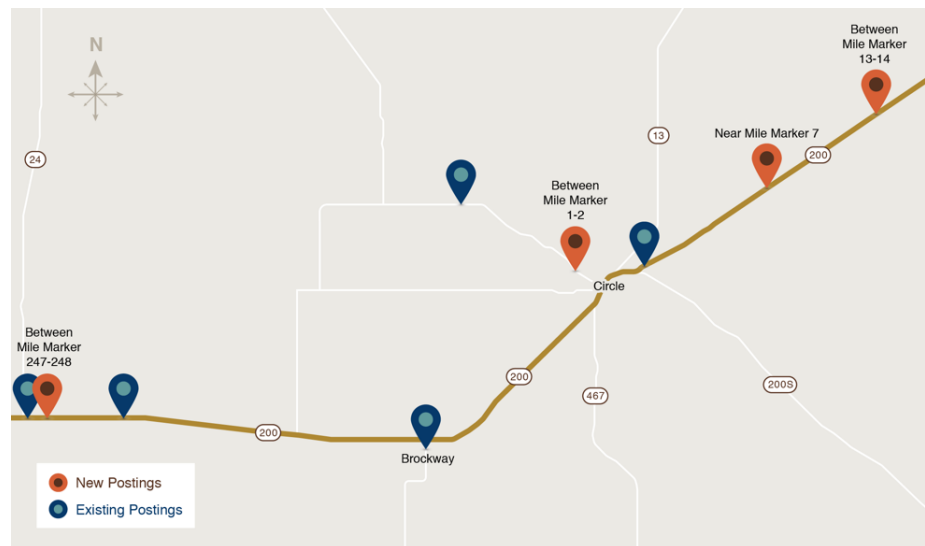 N
Between
Mile Marker
13-14
24
13
Near Mile Marker 7
200
Between
Mile Marker
1-2
Circle
Between
Mile Marker
247-248
200
467
200S
200
Brockway
New Postings
Existing Postings